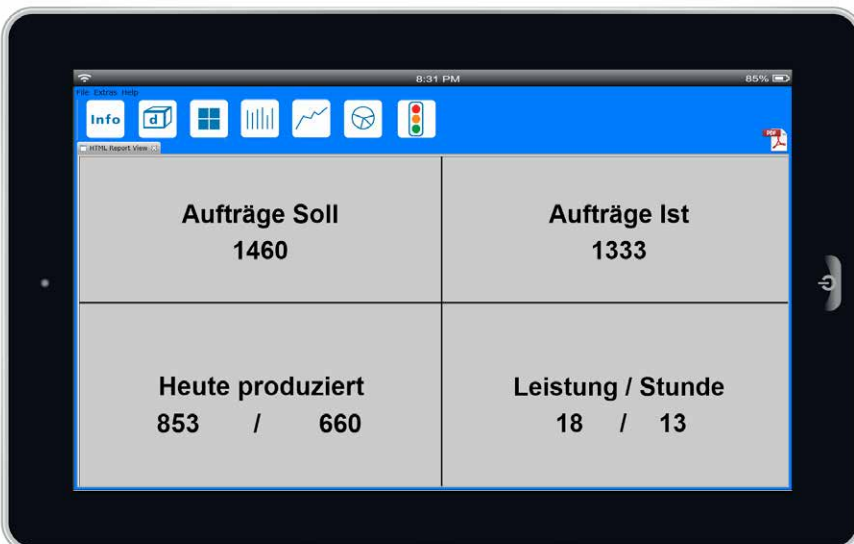 8:31 PM
85%
File Extras Help
Info
d
PDF
HTML Report View
Aufträge Soll
1460
Aufträge Ist
1333
Heute produziert
853 / 660
Leistung / Stunde
18 / 13